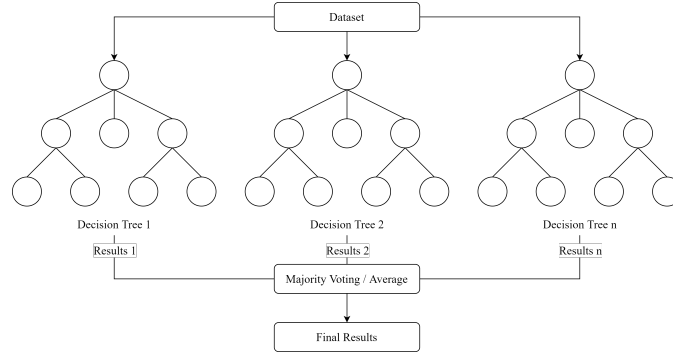 Dataset
Decision Tree 1
Decision Tree 2
Decision Tree n
Results 1
Results 2
Results n
Majority Voting / Average
Final Results